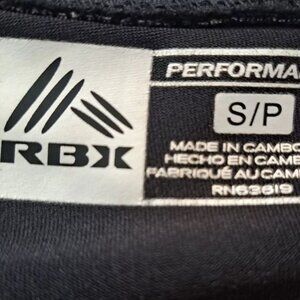 RBX
PERFORMA
S/P
MADE IN CAMBO
HECHO EN CAMB
FABRIQUÉ AU CAM
RN63619